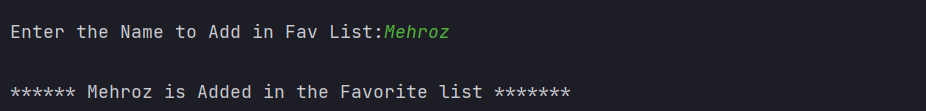 Enter the Name to Add in Fav List:Mehroz
****** Mehroz is Added in the Favorite list *******